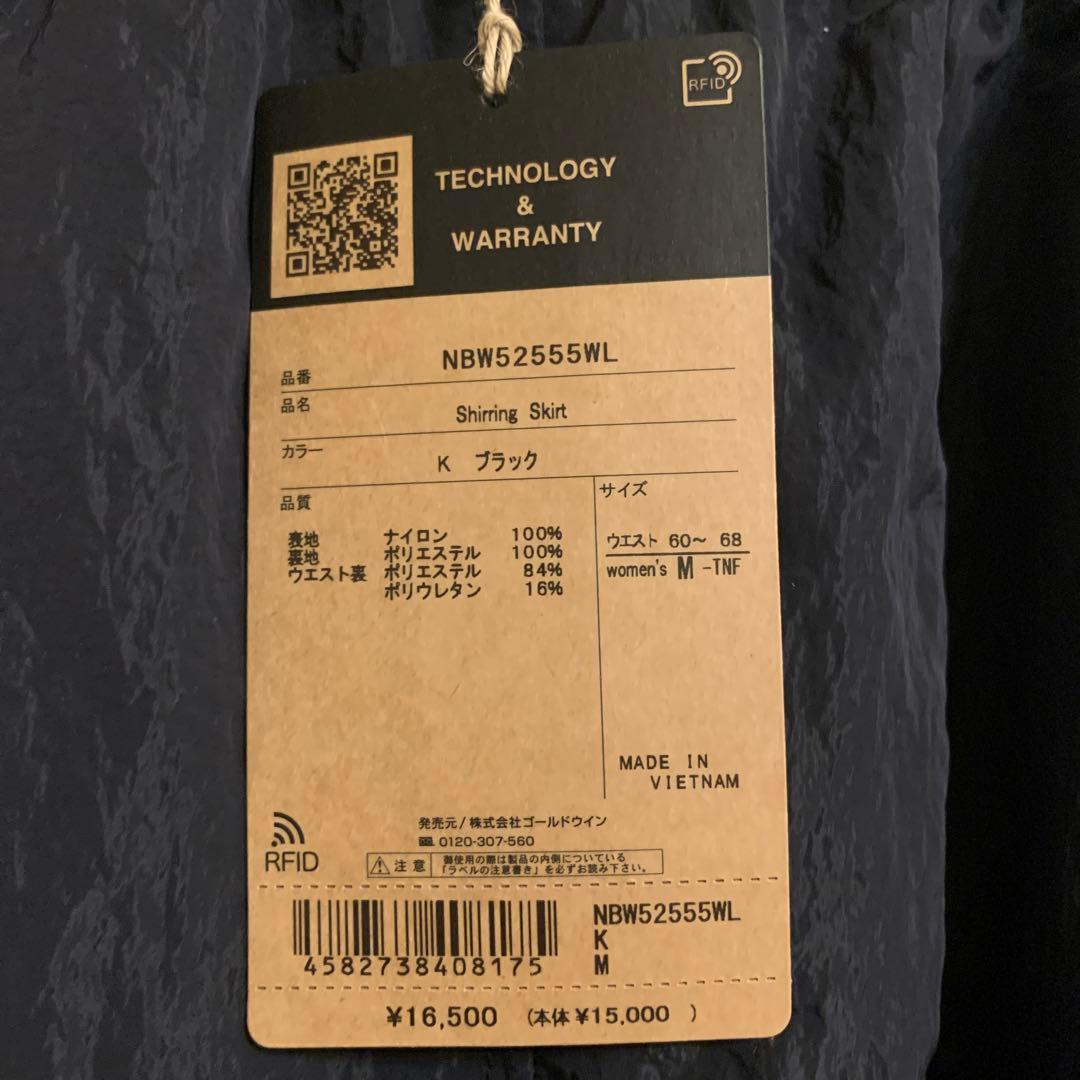 RFID
TECHNOLOGY
&
WARRANTY
品番 NBW52555WL
品名 Shirring Skirt
カラー K ブラック
品質
表地 ナイロン 100%
裏地 ポリエステル 100%
ウエスト裏 ポリエステル 84%
ポリウレタン 16%
サイズ
ウエスト 60〜 68
women's M -TNF
MADE IN
VIETNAM
RFID
発売元/株式会社ゴールドウイン
0120-307-560
注意 御使用の際は製品の内側についている
「ラベルの注意書き」を必ずお読み下さい。
4582738408175
NBW52555WL
K
M
¥16,500 (本体 ¥15,000 )